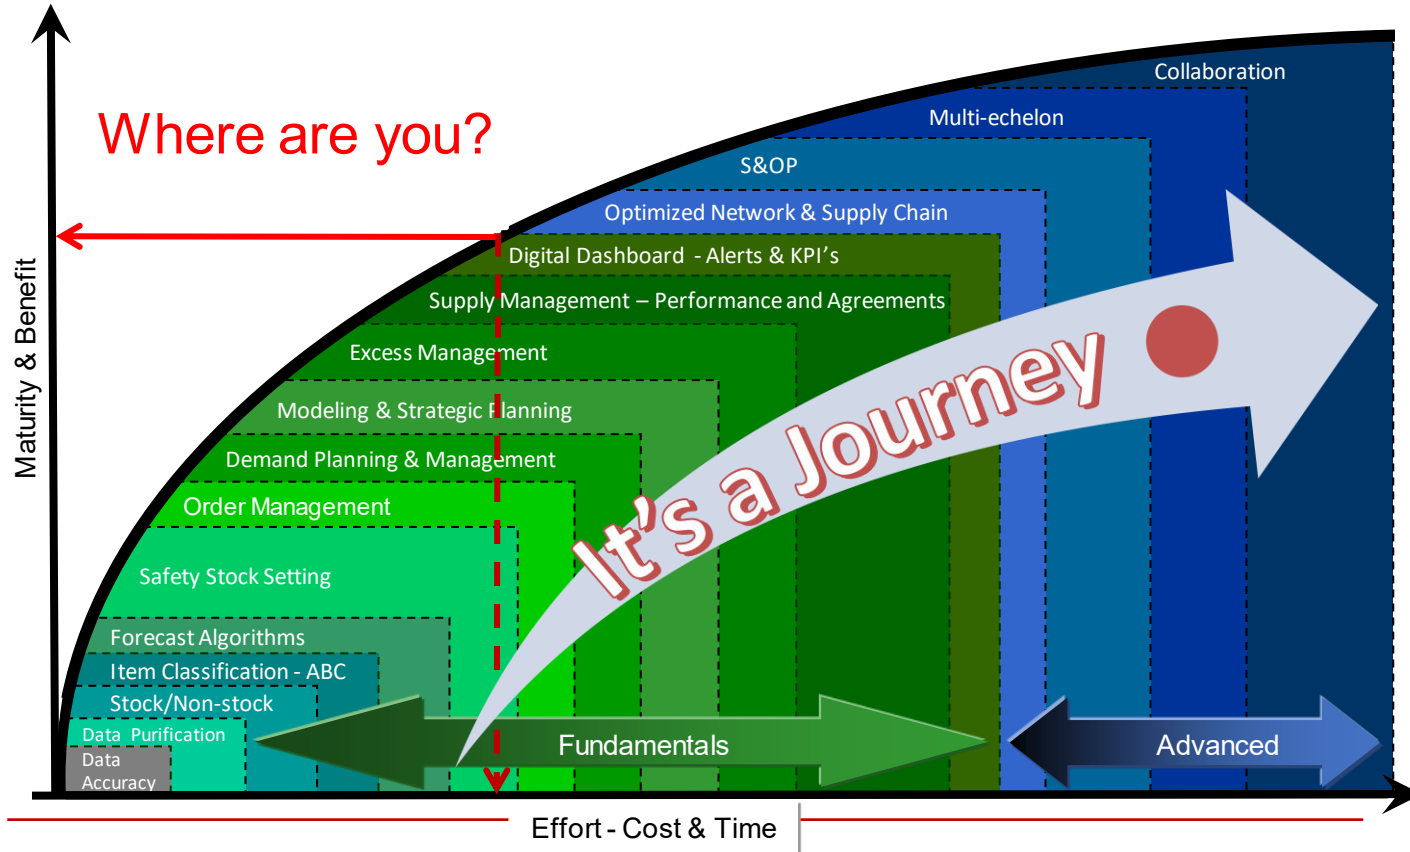 Where are you?
Collaboration
Multi-echelon
S&OP
Optimized Network & Supply Chain
Digital Dashboard - Alerts & KPI's
Supply Management – Performance and Agreements
Excess Management
Modeling & Strategic Planning
Demand Planning & Management
Order Management
Safety Stock Setting
Forecast Algorithms
Item Classification - ABC
Stock/Non-stock
Data Purification
Data
Accuracy
It's a Journey
Fundamentals
Advanced
Maturity & Benefit
Effort - Cost & Time